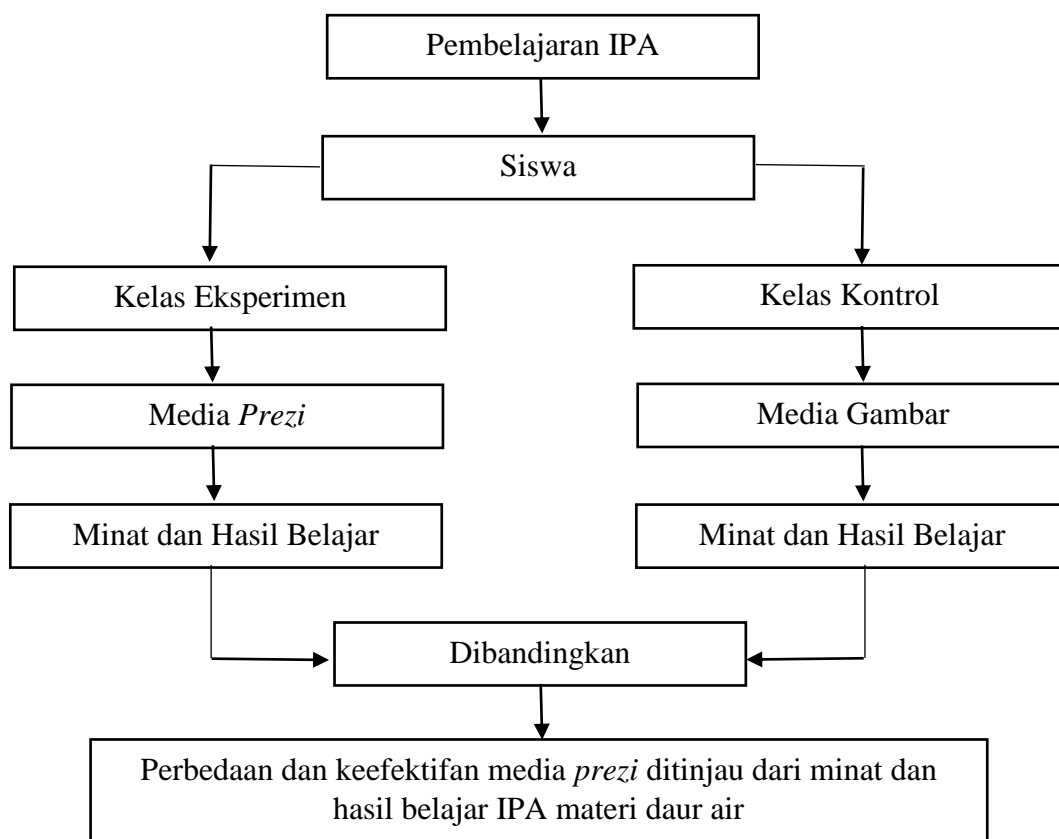 Pembelajaran IPA
Siswa
Kelas Eksperimen
Kelas Kontrol
Media Prezi
Media Gambar
Minat dan Hasil Belajar
Minat dan Hasil Belajar
Dibandingkan
Perbedaan dan keefektifan media prezi ditinjau dari minat dan
hasil belajar IPA materi daur air